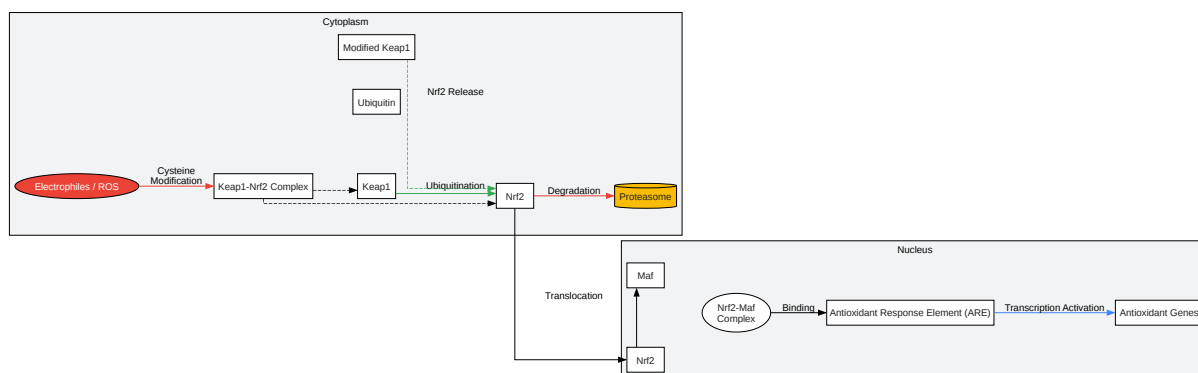 Cytoplasm
Modified Keap1
Nrf2 Release
Ubiquitin
Electrophiles / ROS
Cysteine
Modification
Keap1-Nrf2 Complex
Keap1
Ubiquitination
Nrf2
Degradation
Proteasome
Translocation
Nucleus
Maf
Nrf2
Nrf2-Maf
Complex
Binding
Antioxidant Response Element (ARE)
Transcription Activation
Antioxidant Genes